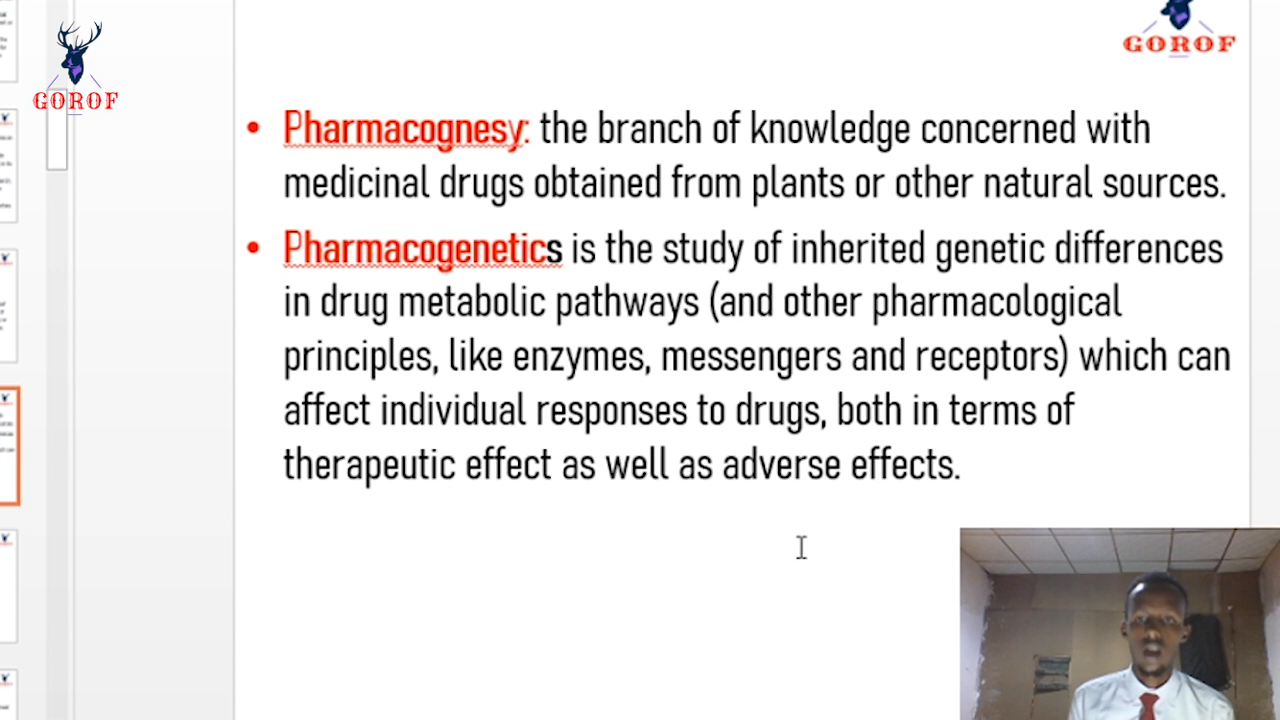 GOROF
GOROF
• Pharmacognesy: the branch of knowledge concerned with
medicinal drugs obtained from plants or other natural sources.
• Pharmacogenetics is the study of inherited genetic differences
in drug metabolic pathways (and other pharmacological
principles, like enzymes, messengers and receptors) which can
affect individual responses to drugs, both in terms of
therapeutic effect as well as adverse effects.